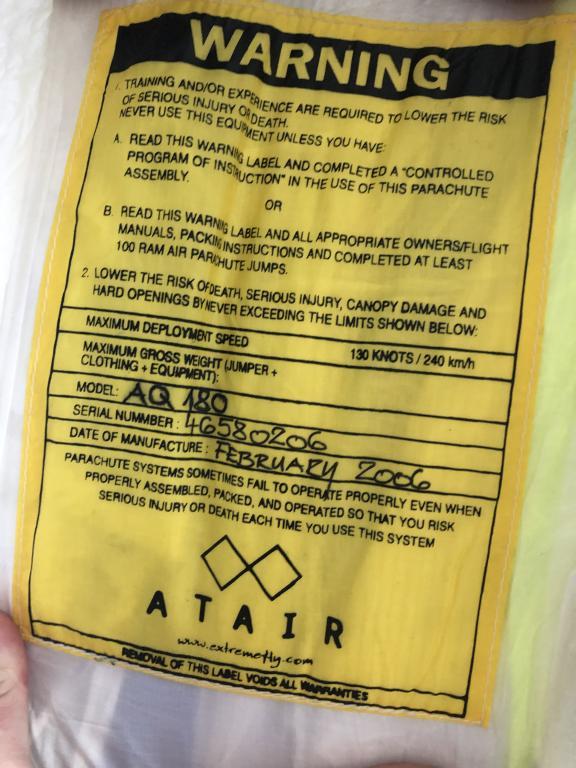 WARNING
1. TRAINING AND/OR EXPERIENCE ARE REQUIRED TO LOWER THE RISK
OF SERIOUS INJURY OR DEATH.
NEVER USE THIS EQUIPMENT UNLESS YOU HAVE:
A. READ THIS WARNING LABEL AND COMPLETED A "CONTROLLED
PROGRAM OF INSTRUCTION" IN THE USE OF THIS PARACHUTE
ASSEMBLY.
OR
B. READ THIS WARNING LABEL AND ALL APPROPRIATE OWNERS/FLIGHT
MANUALS, PACKING INSTRUCTIONS AND COMPLETED AT LEAST
100 RAM AIR PARACHUTE JUMPS.
2. LOWER THE RISK OF DEATH, SERIOUS INJURY, CANOPY DAMAGE AND
HARD OPENINGS BY NEVER EXCEEDING THE LIMITS SHOWN BELOW:
MAXIMUM DEPLOYMENT SPEED 130 KNOTS / 240 km/h
MAXIMUM GROSS WEIGHT (JUMPER +
CLOTHING + EQUIPMENT):
MODEL: AQ 180
SERIAL NUMMBER : 46580206
DATE OF MANUFACTURE : FEBRUARY 2006
PARACHUTE SYSTEMS SOMETIMES FAIL TO OPERATE PROPERLY EVEN WHEN
PROPERLY ASSEMBLED, PACKED, AND OPERATED SO THAT YOU RISK
SERIOUS INJURY OR DEATH EACH TIME YOU USE THIS SYSTEM
ATAIR
www.extremefly.com
REMOVAL OF THIS LABEL VOIDS ALL WARRANTIES